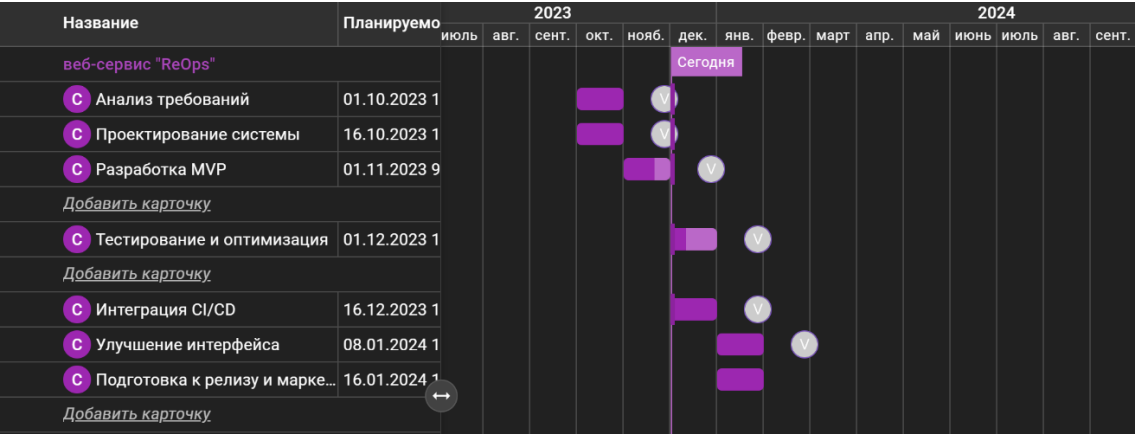 Название Планируемо 2023 2024
июль авг. сент. окт. нояб. дек. янв. февр. март апр. май июнь июль авг. сент.
веб-сервис "ReOps" Сегодня
С Анализ требований 01.10.2023 1 V
С Проектирование системы 16.10.2023 1 V
С Разработка MVP 01.11.2023 9 V
Добавить карточку
С Тестирование и оптимизация 01.12.2023 1 V
Добавить карточку
С Интеграция CI/CD 16.12.2023 1 V
С Улучшение интерфейса 08.01.2024 1 V
С Подготовка к релизу и марке... 16.01.2024 1
Добавить карточку